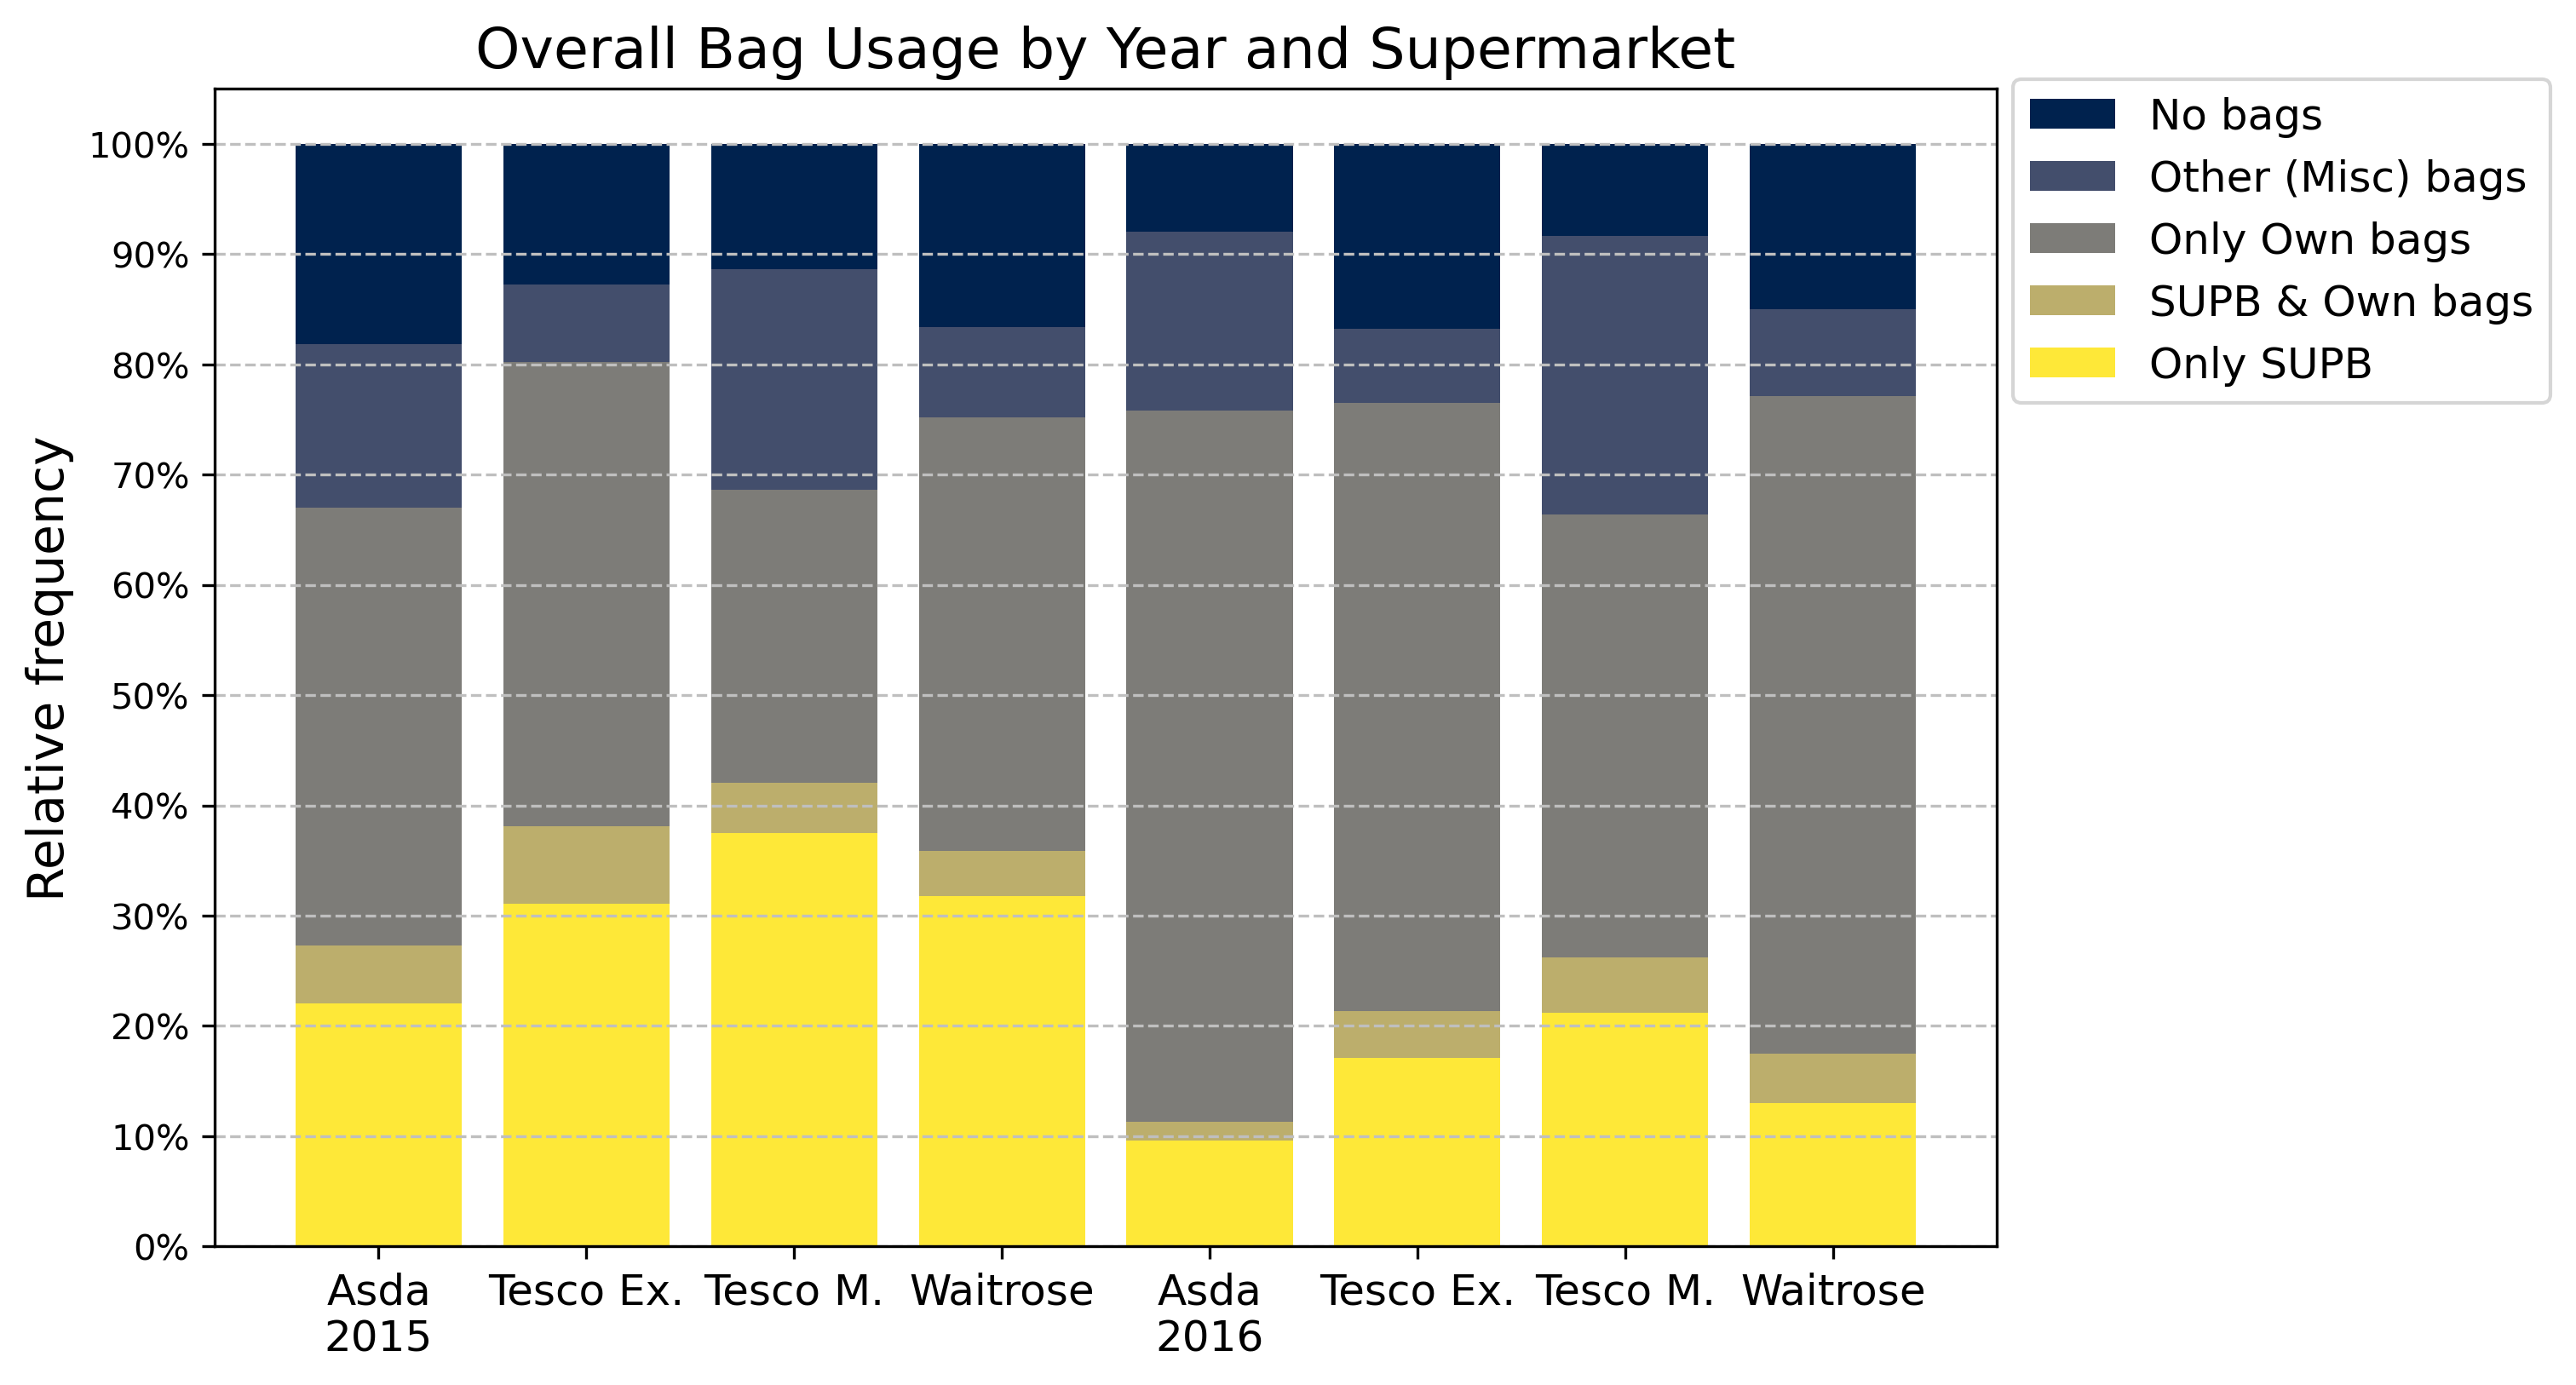 Overall Bag Usage by Year and Supermarket
Relative frequency
100%
90%
80%
70%
60%
50%
40%
30%
20%
10%
0%
Asda Tesco Ex. Tesco M. Waitrose Asda Tesco Ex. Tesco M. Waitrose
2015 2016
No bags
Other (Misc) bags
Only Own bags
SUPB & Own bags
Only SUPB